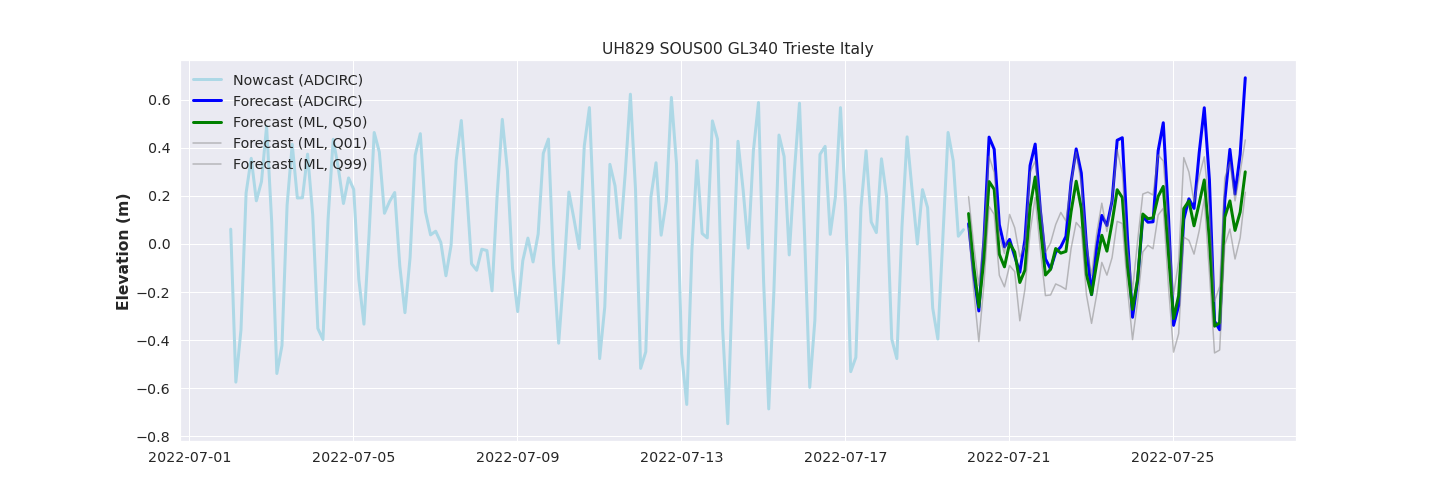 UH829 SOUS00 GL340 Trieste Italy
Nowcast (ADCIRC)
Forecast (ADCIRC)
Forecast (ML, Q50)
Forecast (ML, Q01)
Forecast (ML, Q99)
Elevation (m)
0.6
0.4
0.2
0.0
−0.2
−0.4
−0.6
−0.8
2022-07-01 2022-07-05 2022-07-09 2022-07-13 2022-07-17 2022-07-21 2022-07-25